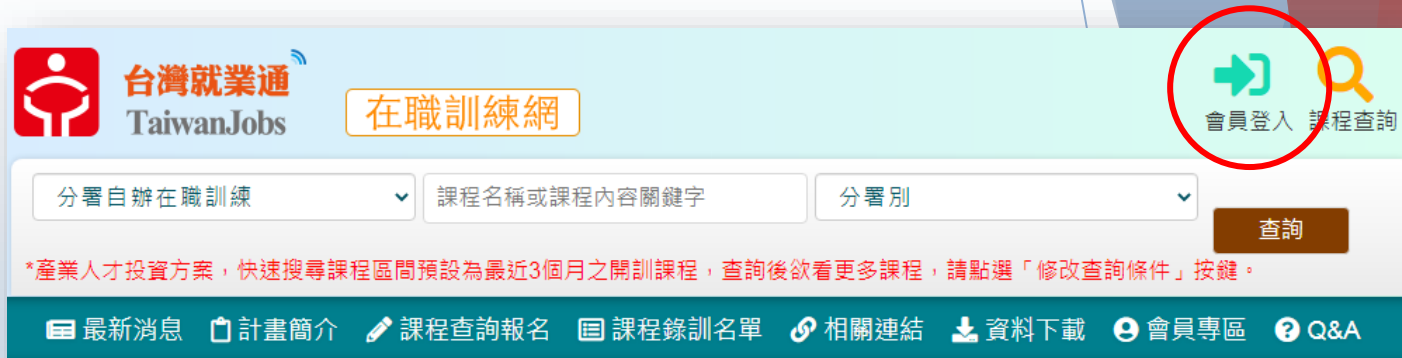 台灣就業通
TaiwanJobs
在職訓練網
會員登入 課程查詢
分署自辦在職訓練 課程名稱或課程內容關鍵字 分署別
查詢
*產業人才投資方案，快速搜尋課程區間預設為最近3個月之開訓課程，查詢後欲看更多課程，請點選「修改查詢條件」按鍵。
最新消息 計畫簡介 課程查詢報名 課程錄訓名單 相關連結 資料下載 會員專區 Q&A